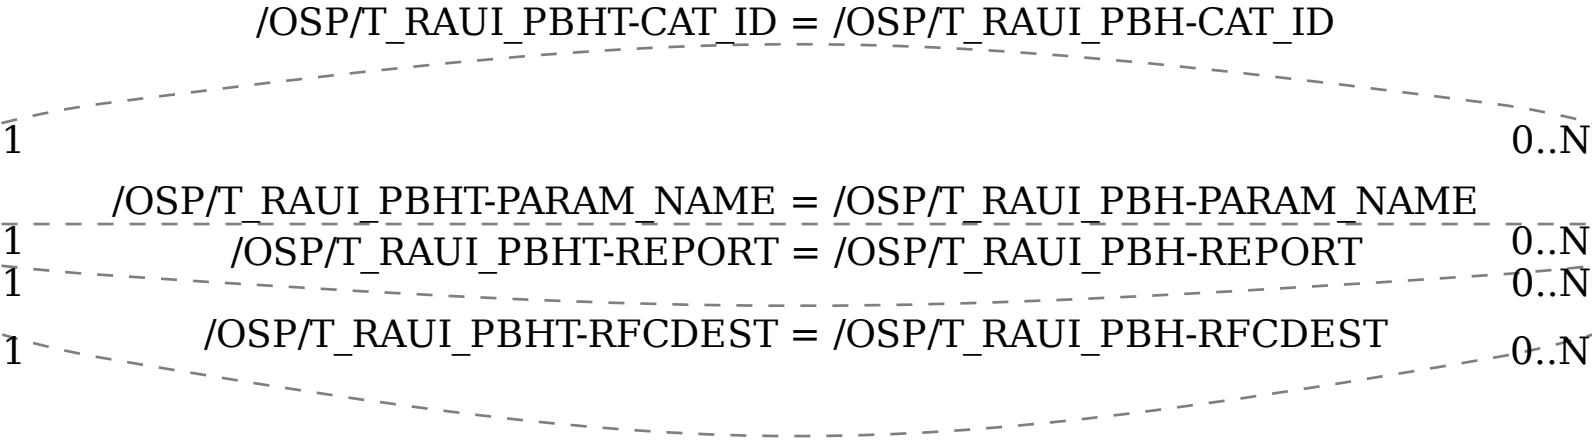 /OSP/T_RAUI_PBHT-CAT_ID = /OSP/T_RAUI_PBH-CAT_ID
1 0..N
/OSP/T_RAUI_PBHT-PARAM_NAME = /OSP/T_RAUI_PBH-PARAM_NAME
1 0..N
/OSP/T_RAUI_PBHT-REPORT = /OSP/T_RAUI_PBH-REPORT
1 0..N
/OSP/T_RAUI_PBHT-RFCDEST = /OSP/T_RAUI_PBH-RFCDEST
1 0..N